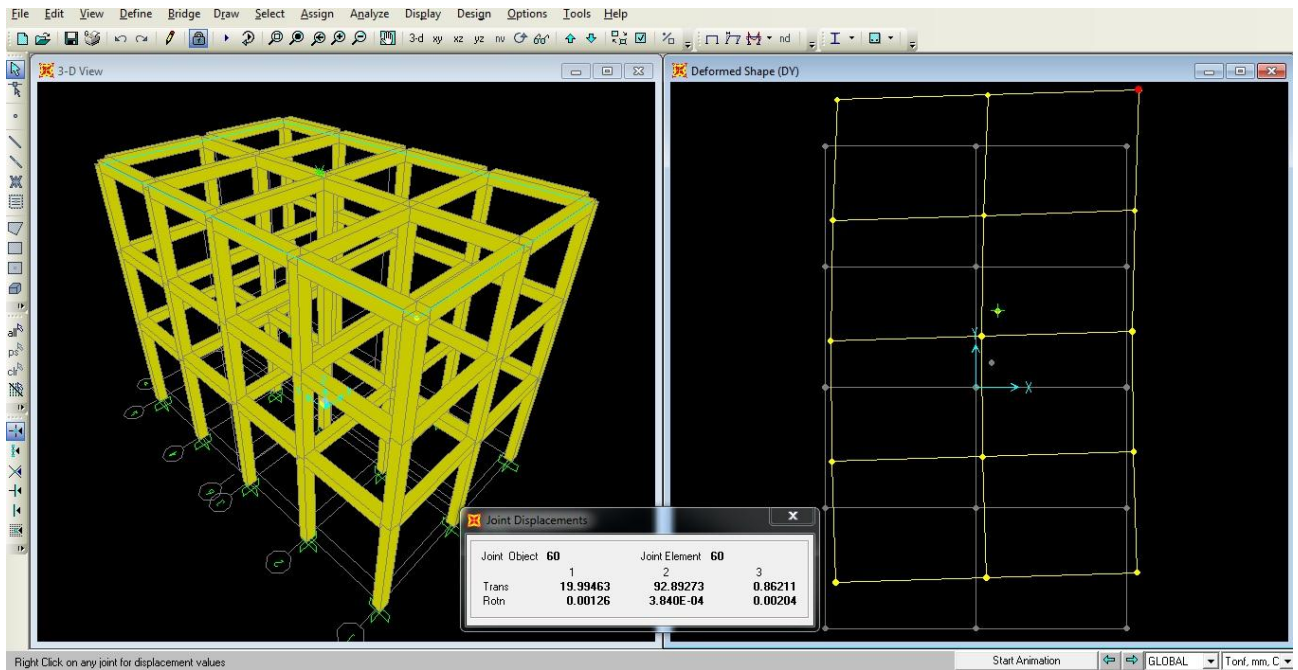 File Edit View Define Bridge Draw Select Assign Analyze Display Design Options Tools Help
3-d xy xz yz nv nd
3-D View
Deformed Shape (DY)
all
ps
clr
Y
X
Joint Displacements
x
Joint Object 60 Joint Element 60
1 2 3
Trans 19.99463 92.89273 0.86211
Rotn 0.00126 3.840E-04 0.00204
Right Click on any joint for displacement values
Start Animation
GLOBAL
Tonf, mm, C